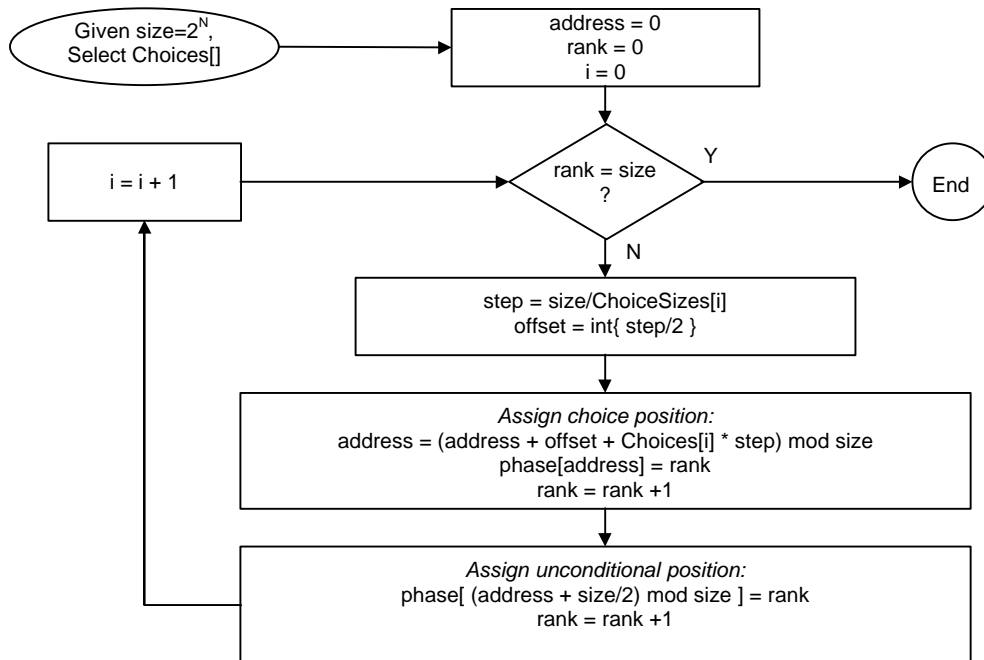 Given size=2^N,
Select Choices[]
address = 0
rank = 0
i = 0
i = i + 1
rank = size
?
Y
End
N
step = size/ChoiceSizes[i]
offset = int{ step/2 }
Assign choice position:
address = (address + offset + Choices[i] * step) mod size
phase[address] = rank
rank = rank +1
Assign unconditional position:
phase[ (address + size/2) mod size ] = rank
rank = rank +1